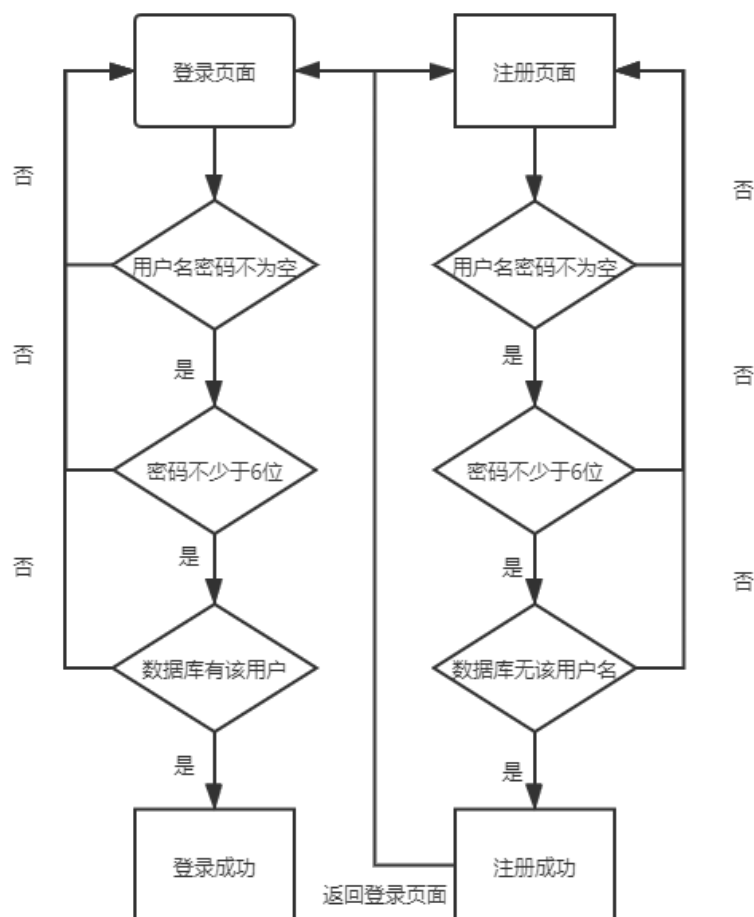 登录页面
注册页面
否
否
用户名密码不为空
用户名密码不为空
否
是
是
否
密码不少于6位
密码不少于6位
否
是
是
否
数据库有该用户
数据库无该用户名
是
是
登录成功
注册成功
返回登录页面